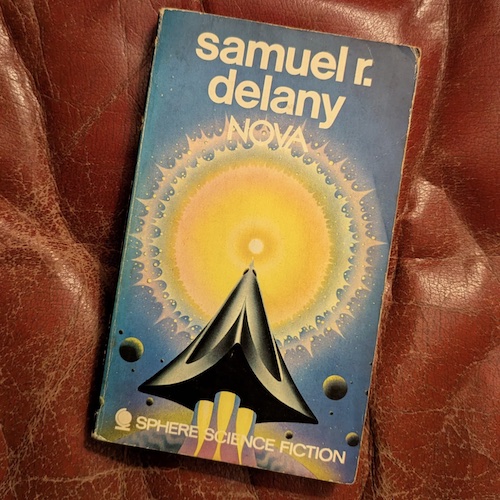 samuel r.
delany
NOVA
SPHERE SCIENCE FICTION